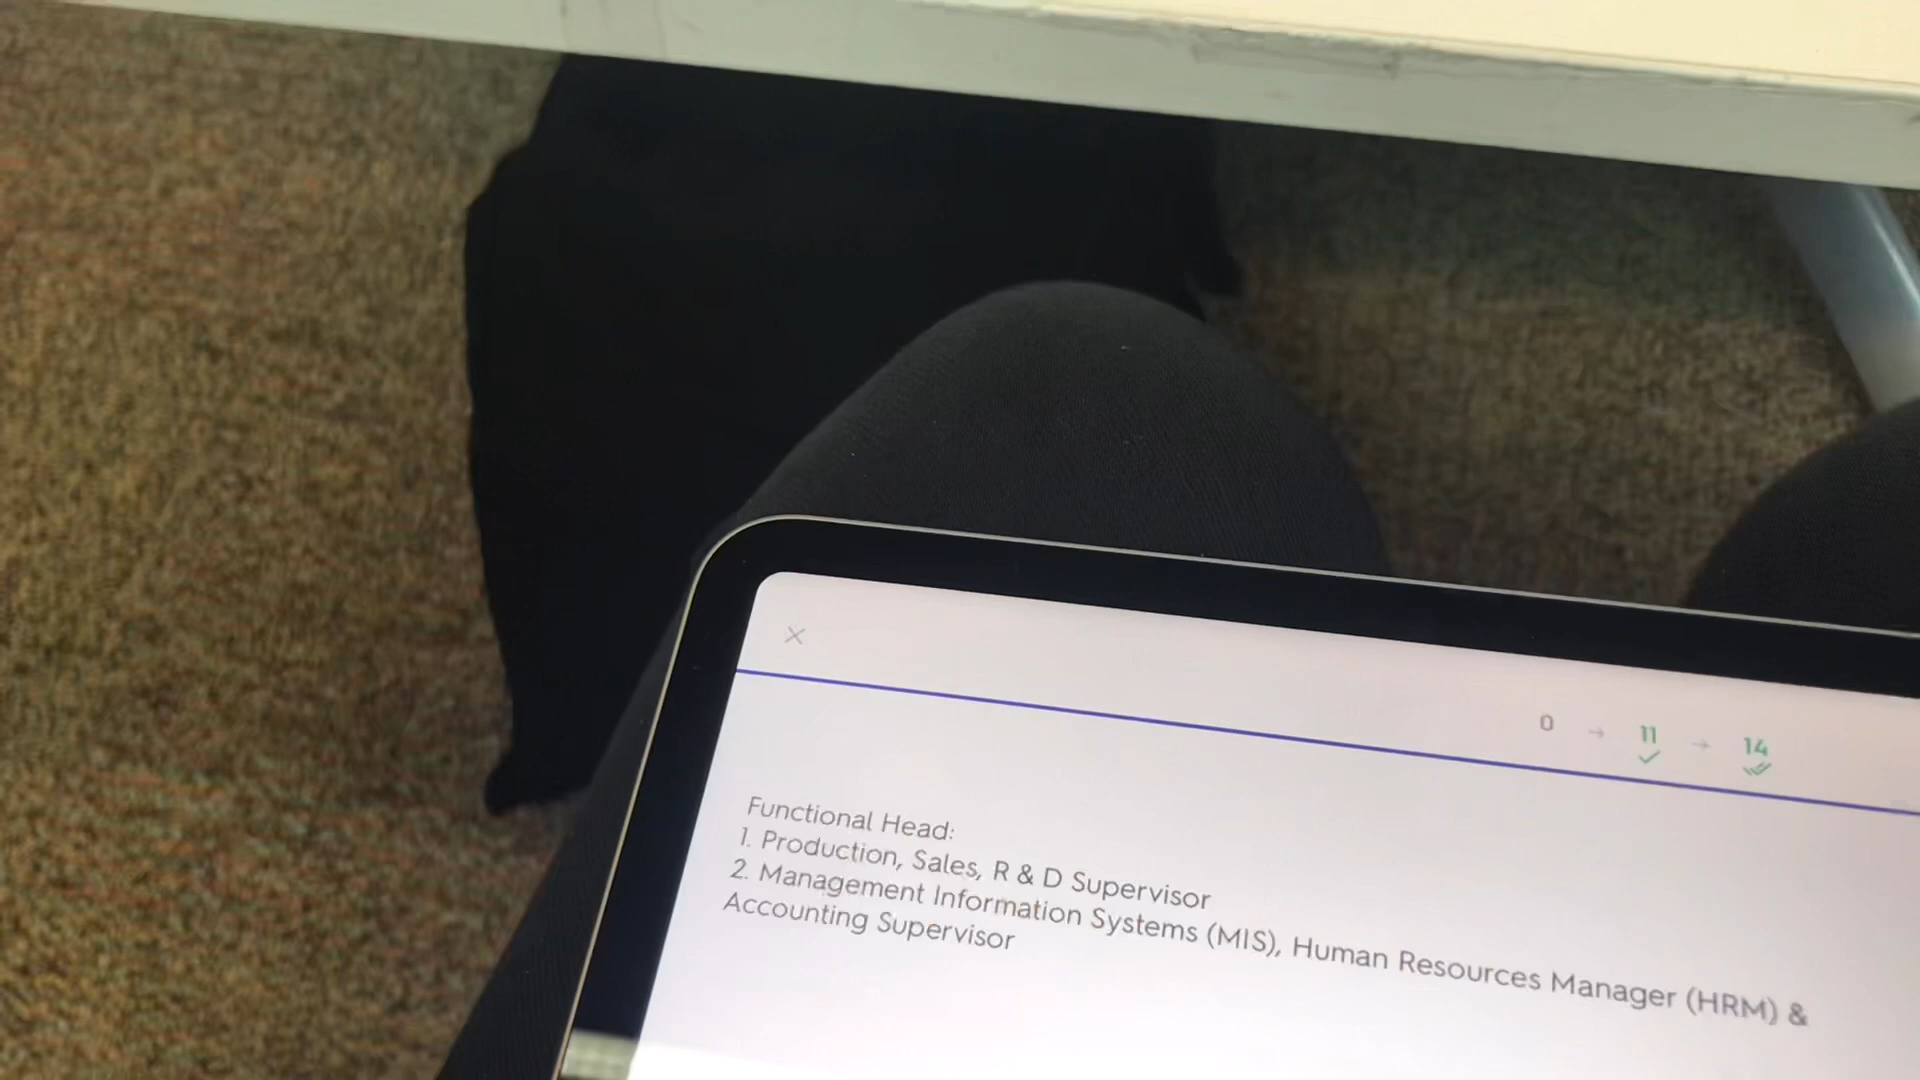 0 → 11 → 14
Functional Head:
1. Production, Sales, R & D Supervisor
2. Management Information Systems (MIS), Human Resources Manager (HRM) &
Accounting Supervisor